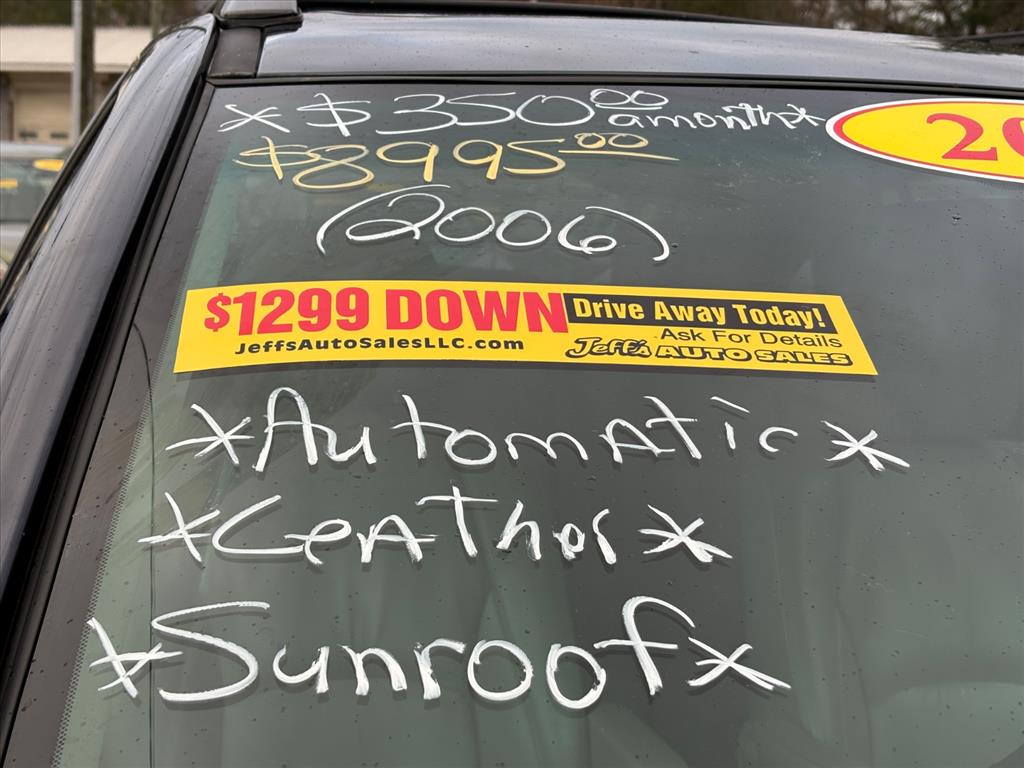 *$350.00 a month*
$8995.00
(2006)
$1299 DOWN
JeffsAutoSalesLLC.com
Drive Away Today!
Ask For Details
Jeff's AUTO SALES
*Automatic*
*Leather*
*Sunroof*